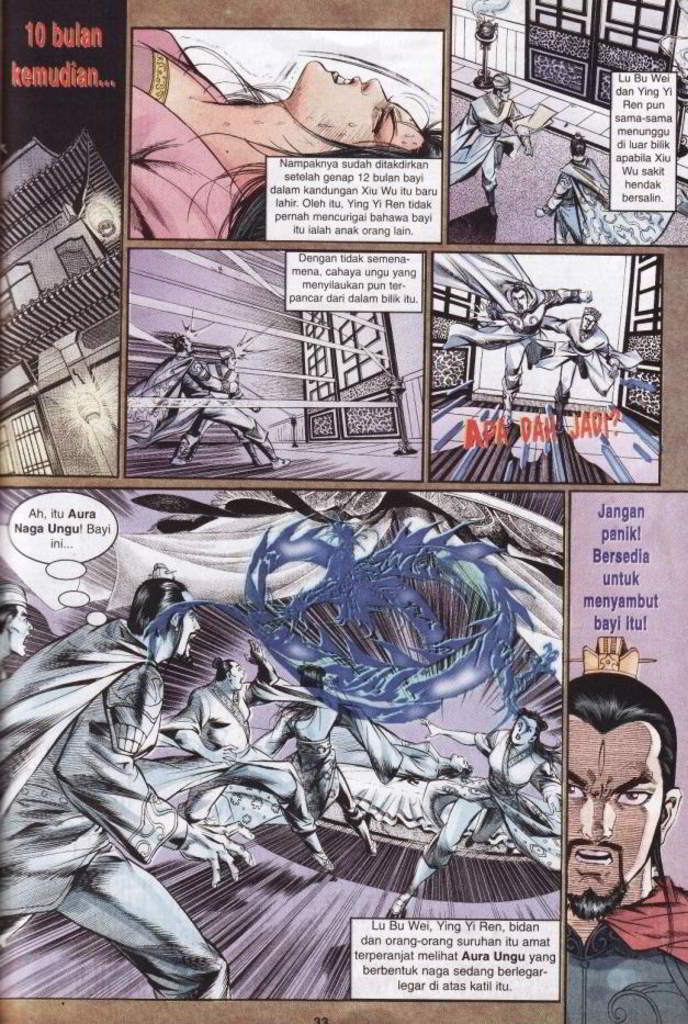 10 bulan
kemudian...
Nampaknya sudah ditakdirkan
setelah genap 12 bulan bayi
dalam kandungan Xiu Wu itu baru
lahir. Oleh itu, Ying Yi Ren tidak
pernah mencurigai bahawa bayi
itu ialah anak orang lain.
Lu Bu Wei
dan Ying Yi
Ren pun
sama-sama
menunggu
di luar bilik
apabila Xiu
Wu sakit
hendak
bersalin.
Dengan tidak semena-
mena, cahaya ungu yang
menyilaukan pun ter-
pancar dari dalam bilik itu.
APA DAH JADI?
Ah, itu Aura
Naga Ungu! Bayi
ini...
Jangan
panik!
Bersedia
untuk
menyambut
bayi itu!
Lu Bu Wei, Ying Yi Ren, bidan
dan orang-orang suruhan itu amat
terperanjat melihat Aura Ungu yang
berbentuk naga sedang berlegar-
legar di atas katil itu.
33